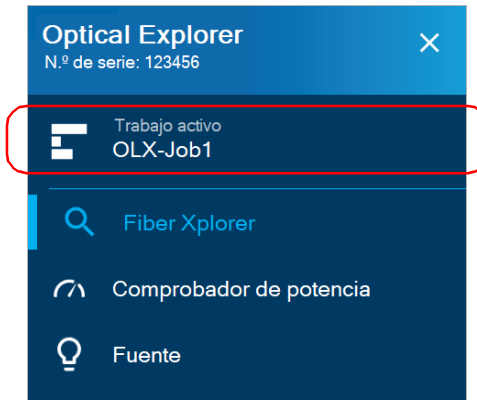 Optical Explorer
N.º de serie: 123456
Trabajo activo
OLX-Job1
Fiber Xplorer
Comprobador de potencia
Fuente